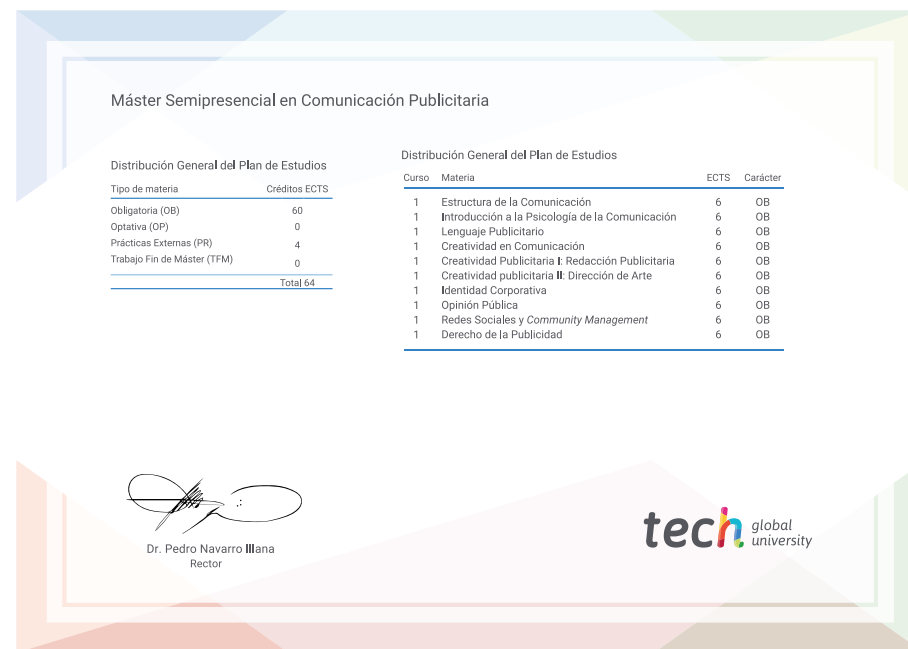 Máster Semipresencial en Comunicación Publicitaria
Distribución General del Plan de Estudios
Tipo de materia Créditos ECTS
Obligatoria (OB) 60
Optativa (OP) 0
Prácticas Externas (PR) 4
Trabajo Fin de Máster (TFM) 0
Total 64
Distribución General del Plan de Estudios
Curso Materia ECTS Carácter
1 Estructura de la Comunicación 6 OB
1 Introducción a la Psicología de la Comunicación 6 OB
1 Lenguaje Publicitario 6 OB
1 Creatividad en Comunicación 6 OB
1 Creatividad Publicitaria I: Redacción Publicitaria 6 OB
1 Creatividad publicitaria II: Dirección de Arte 6 OB
1 Identidad Corporativa 6 OB
1 Opinión Pública 6 OB
1 Redes Sociales y Community Management 6 OB
1 Derecho de la Publicidad 6 OB
Dr. Pedro Navarro Illana
Rector
tech global
university